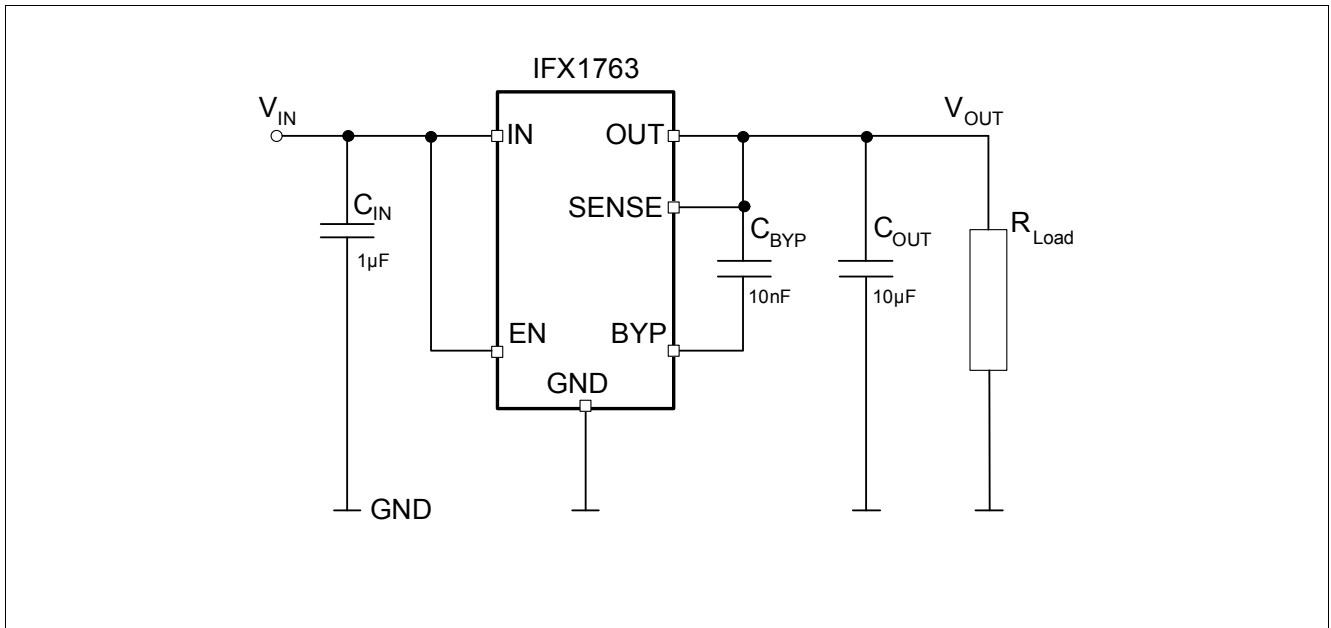 IFX1763
V_IN
V_OUT
IN
OUT
SENSE
C_IN
1µF
C_BYP
10nF
C_OUT
10µF
R_Load
EN
BYP
GND
GND